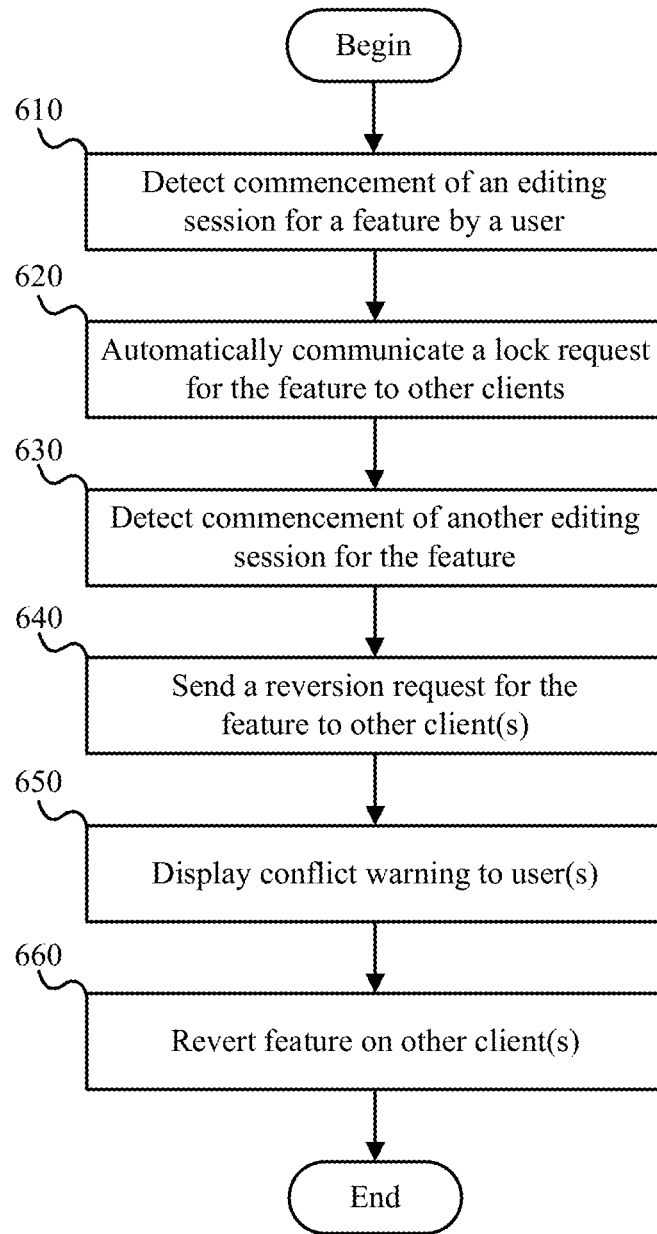 Begin
610
Detect commencement of an editing
session for a feature by a user
620
Automatically communicate a lock request
for the feature to other clients
630
Detect commencement of another editing
session for the feature
640
Send a reversion request for the
feature to other client(s)
650
Display conflict warning to user(s)
660
Revert feature on other client(s)
End